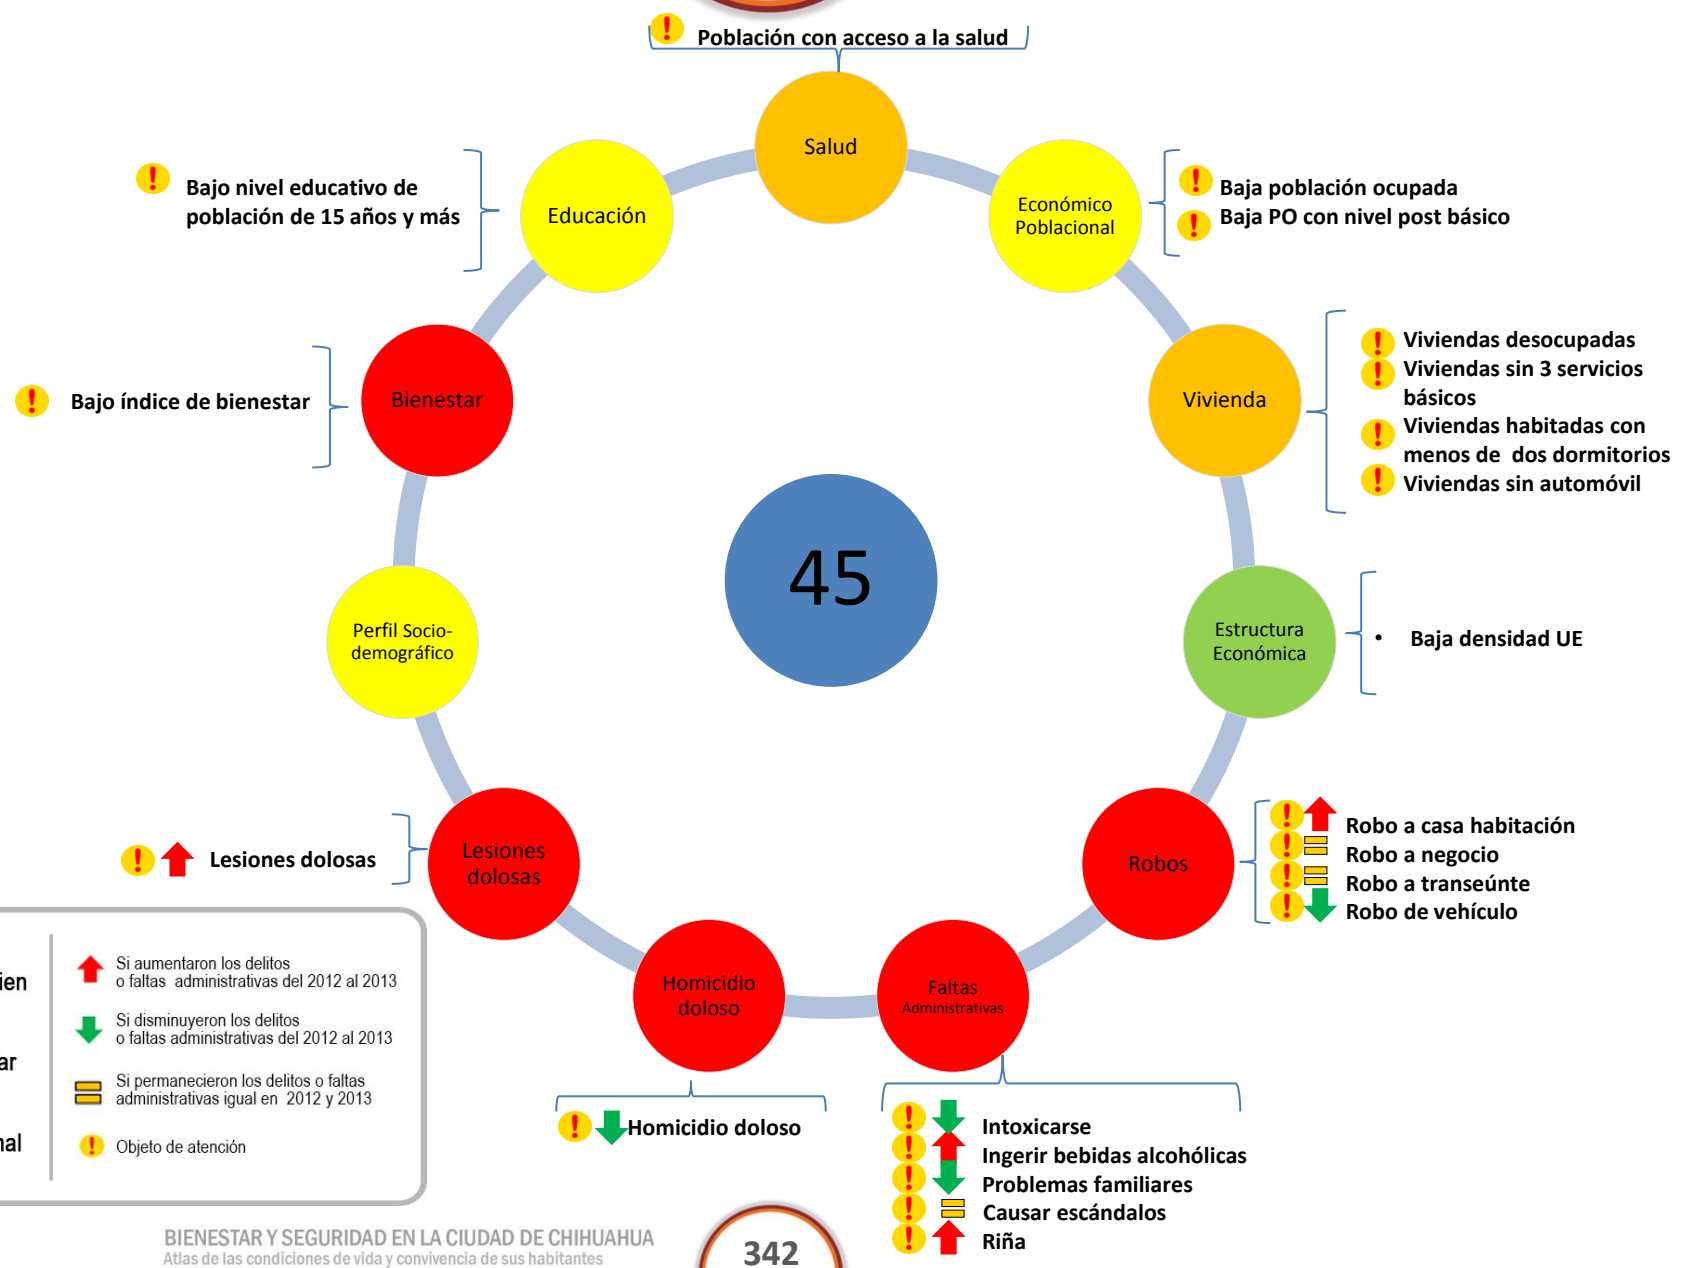 Población con acceso a la salud
Salud
Bajo nivel educativo de
población de 15 años y más
Educación
Económico
Poblacional
Baja población ocupada
Baja PO con nivel post básico
Bajo índice de bienestar
Bienestar
Vivienda
Viviendas desocupadas
Viviendas sin 3 servicios
básicos
Viviendas habitadas con
menos de dos dormitorios
Viviendas sin automóvil
45
Perfil Socio-
demográfico
Estructura
Económica
• Baja densidad UE
Lesiones dolosas
Lesiones
dolosas
Robos
Robo a casa habitación
Robo a negocio
Robo a transeúnte
Robo de vehículo
Homicidio
doloso
Faltas
Administrativas
Homicidio doloso
Intoxicarse
Ingerir bebidas alcohólicas
Problemas familiares
Causar escándalos
Riña
Si aumentaron los delitos
o faltas administrativas del 2012 al 2013
Si disminuyeron los delitos
o faltas administrativas del 2012 al 2013
Si permanecieron los delitos o faltas
administrativas igual en 2012 y 2013
Objeto de atención
BIENESTAR Y SEGURIDAD EN LA CIUDAD DE CHIHUAHUA
Atlas de las condiciones de vida y convivencia de sus habitantes
342